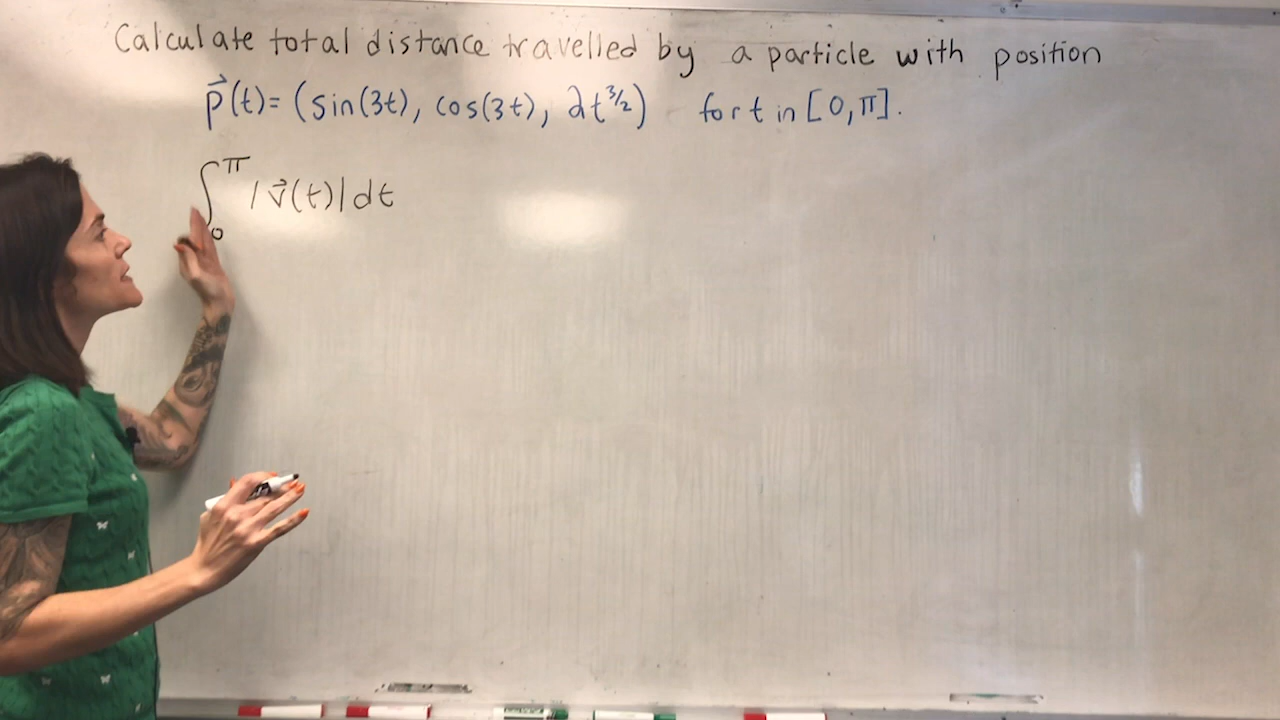 Calculate total distance travelled by a particle with position
p⃗(t)= (sin(3t), cos(3t), 2t^{3/2}) for t in [0,π].
∫_0^π |v⃗(t)|dt